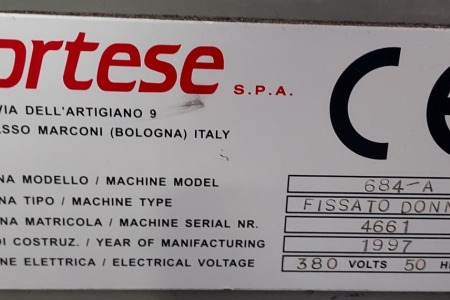 ortese S.P.A.
VIA DELL'ARTIGIANO 9
ASSO MARCONI (BOLOGNA) ITALY
CE
NA MODELLO / MACHINE MODEL 684-A
NA TIPO / MACHINE TYPE FISSATO DONN
NA MATRICOLA / MACHINE SERIAL NR. 4661
DI COSTRUZ. / YEAR OF MANIFACTURING 1997
NE ELETTRICA / ELECTRICAL VOLTAGE 380 VOLTS 50 H